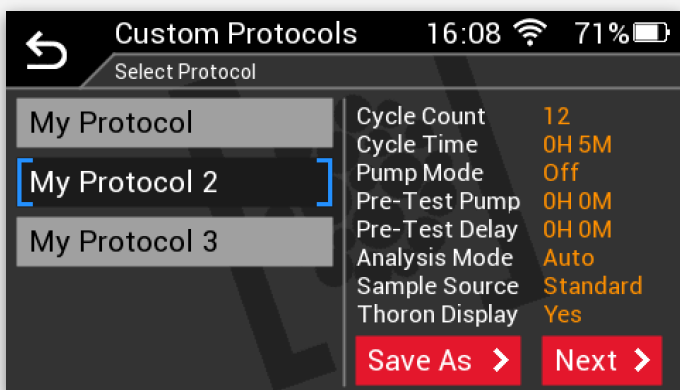 Custom Protocols 16:08 71%
Select Protocol
My Protocol
My Protocol 2
My Protocol 3
Cycle Count 12
Cycle Time 0H 5M
Pump Mode Off
Pre-Test Pump 0H 0M
Pre-Test Delay 0H 0M
Analysis Mode Auto
Sample Source Standard
Thoron Display Yes
Save As
Next